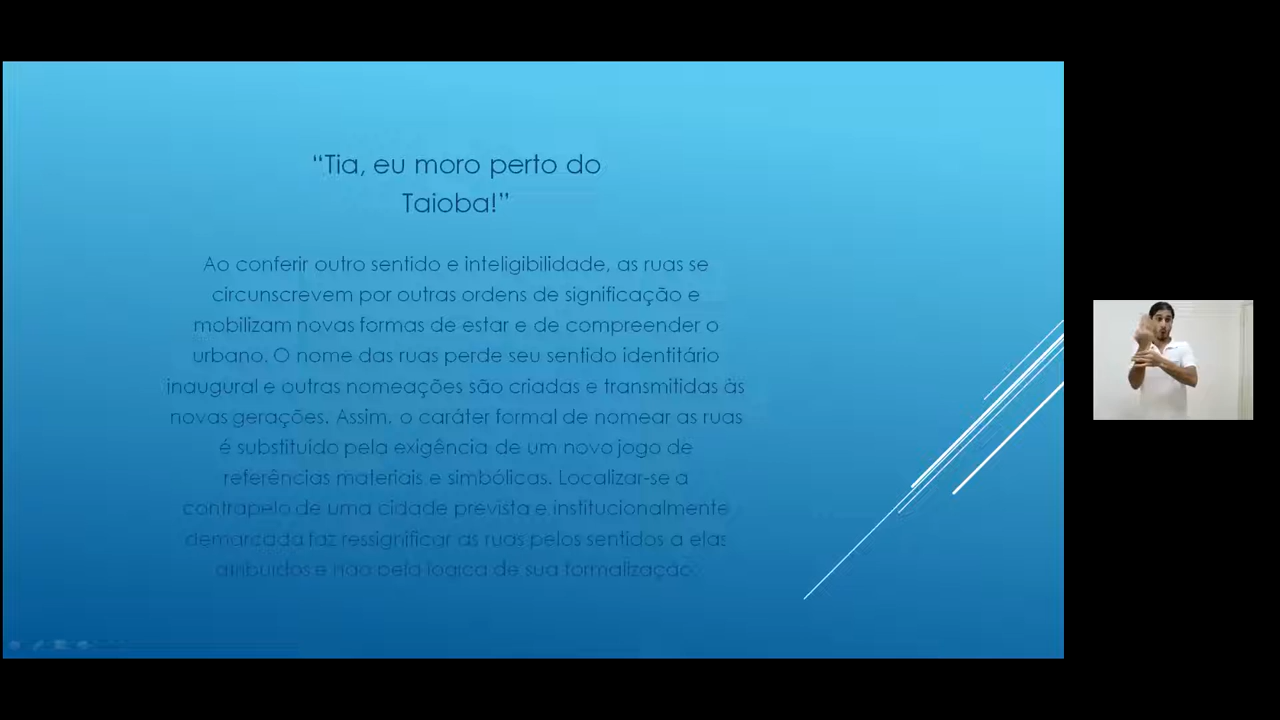 “Tia, eu moro perto do
Taioba!”
Ao conferir outro sentido e inteligibilidade, as ruas se
circunscrevem por outras ordens de significação e
mobilizam novas formas de estar e de compreender o
urbano. O nome das ruas perde seu sentido identitário
inaugural e outras nomeações são criadas e transmitidas às
novas gerações. Assim, o caráter formal de nomear as ruas
é substituído pela exigência de um novo jogo de
referências materiais e simbólicas. Localizar-se a
contrapelo de uma cidade prevista e institucionalmente
demarcada faz ressignificar as ruas pelos sentidos a elas
atribuídos e não pela lógica de sua formalização.